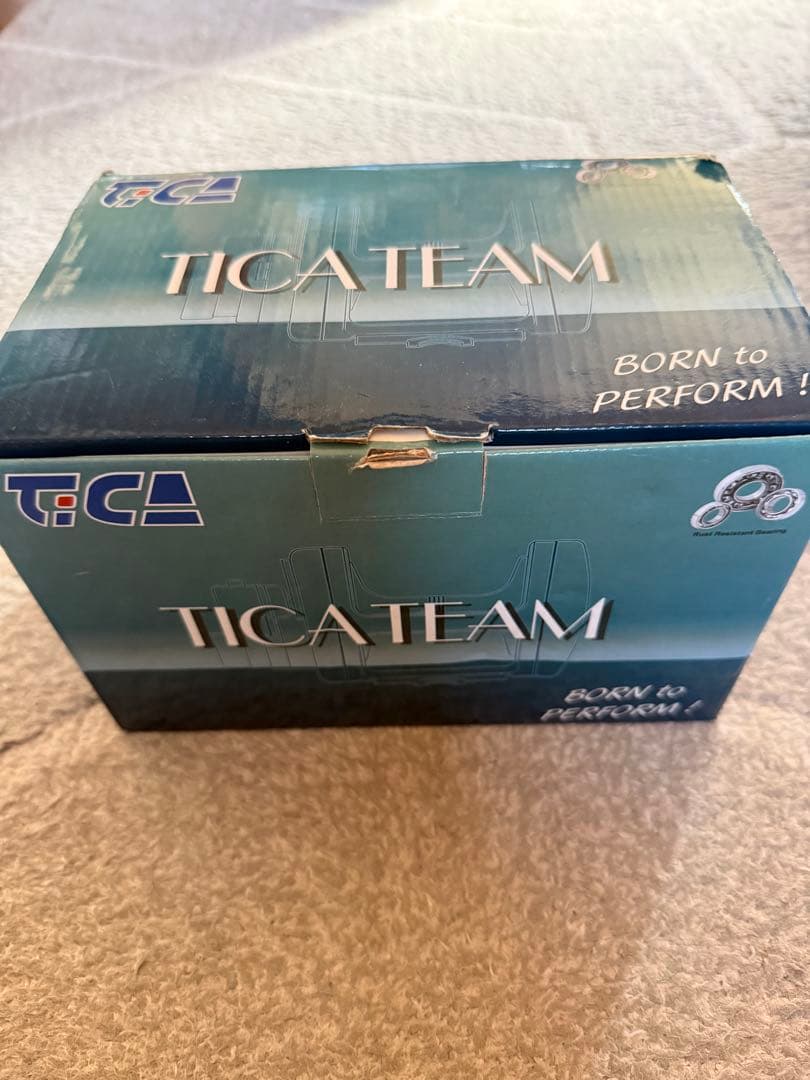 TiCA
TICA TEAM
BORN to
PERFORM !
TiCA
Rust Resistant Bearing
TICA TEAM
BORN to
PERFORM !